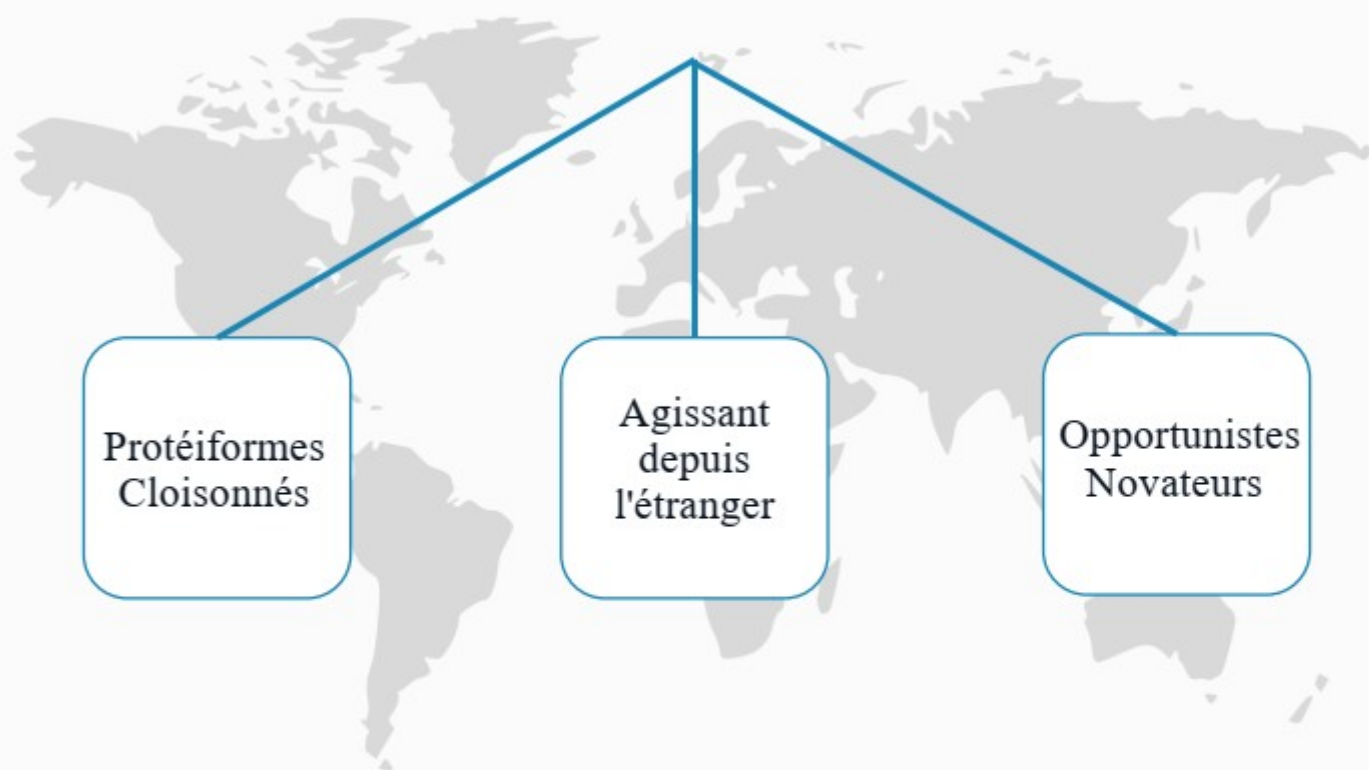 Protéiformes
Cloisonnés
Agissant
depuis
l'étranger
Opportunistes
Novateurs